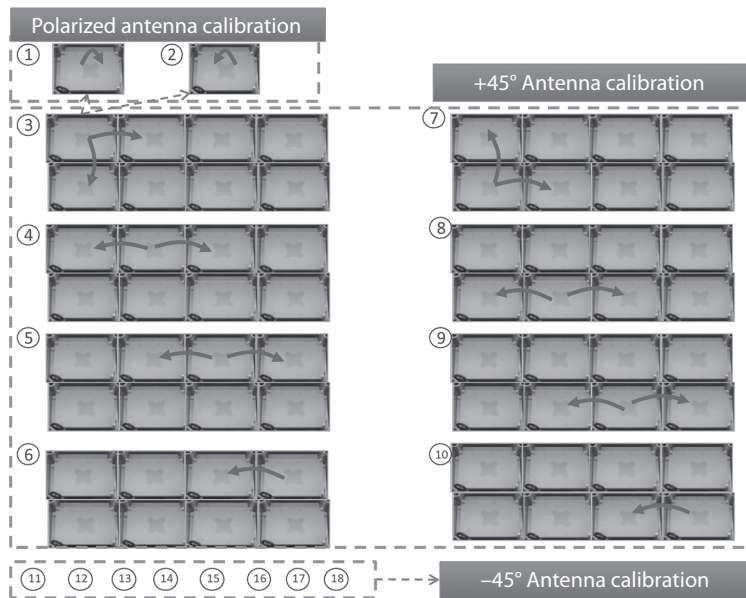 Polarized antenna calibration
1 2
+45° Antenna calibration
3 7
4 8
5 9
6 10
11 12 13 14 15 16 17 18
–45° Antenna calibration